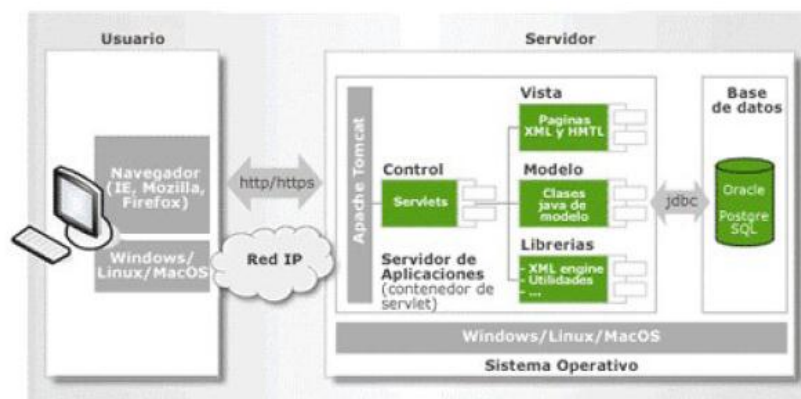 Usuario
Navegador
(IE, Mozilla,
Firefox)
Windows/
Linux/MacOS
http/https
Red IP
Servidor
Apache Tomcat
Control
Servlets
Servidor de
Aplicaciones
(contenedor de
servlet)
Vista
Paginas
XML y HMTL
Modelo
Clases
java de
modelo
Librerias
- XML engine
- Utilidades
- ...
jdbc
Base
de datos
Oracle
Postore
SQL
Windows/Linux/MacOS
Sistema Operativo